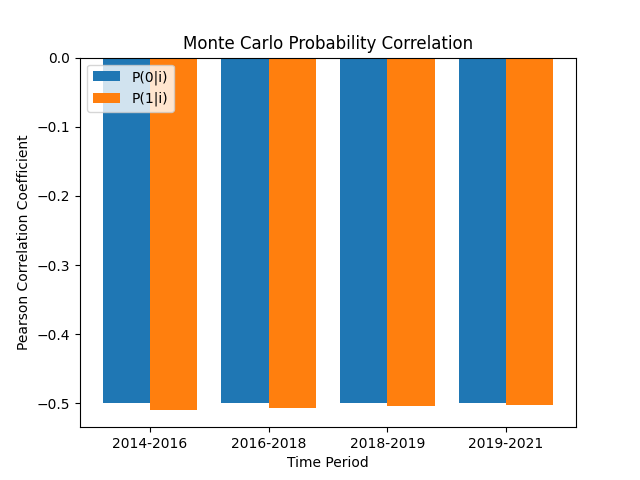 Monte Carlo Probability Correlation
P(0|i)
P(1|i)
Pearson Correlation Coefficient
0.0
−0.1
−0.2
−0.3
−0.4
−0.5
2014-2016 2016-2018 2018-2019 2019-2021
Time Period